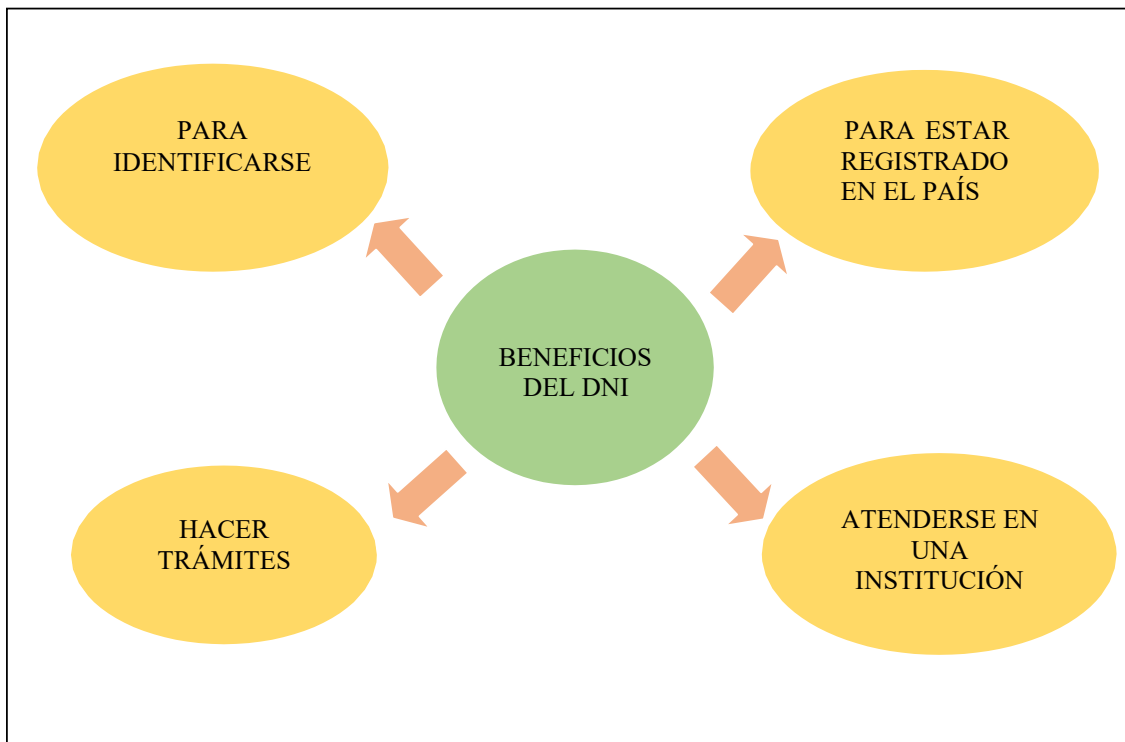 PARA
IDENTIFICARSE
PARA ESTAR
REGISTRADO
EN EL PAÍS
BENEFICIOS
DEL DNI
HACER
TRÁMITES
ATENDERSE EN
UNA
INSTITUCIÓN